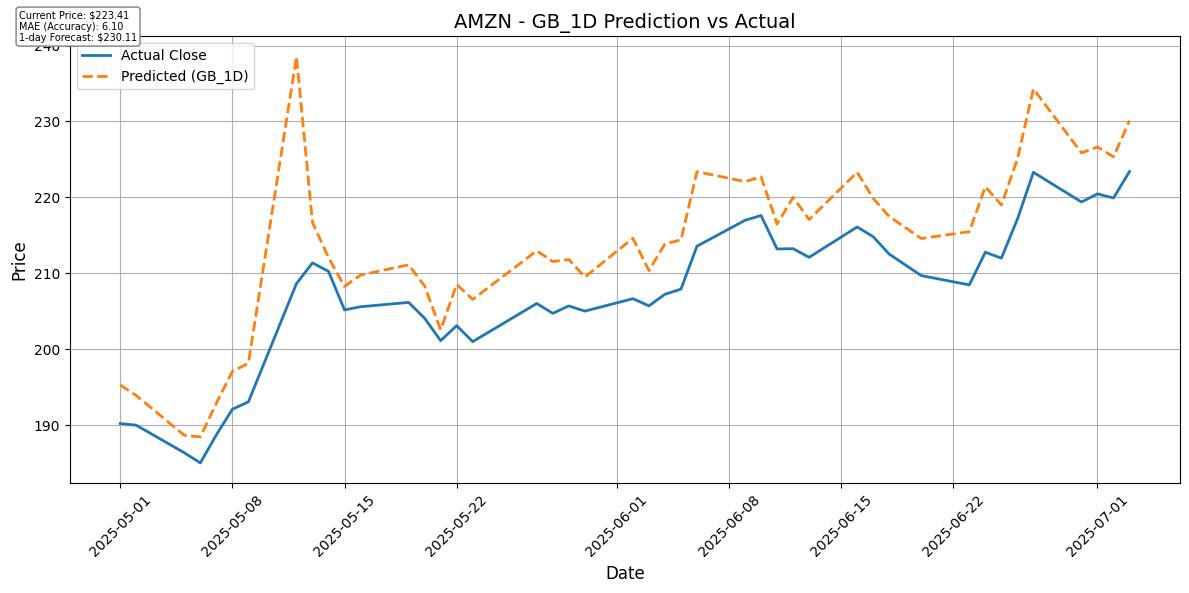 Current Price: $223.41
MAE (Accuracy): 6.10
1-day Forecast: $230.11
AMZN - GB_1D Prediction vs Actual
Actual Close
Predicted (GB_1D)
240
230
220
210
200
190
Price
2025-05-01
2025-05-08
2025-05-15
2025-05-22
2025-06-01
2025-06-08
2025-06-15
2025-06-22
2025-07-01
Date